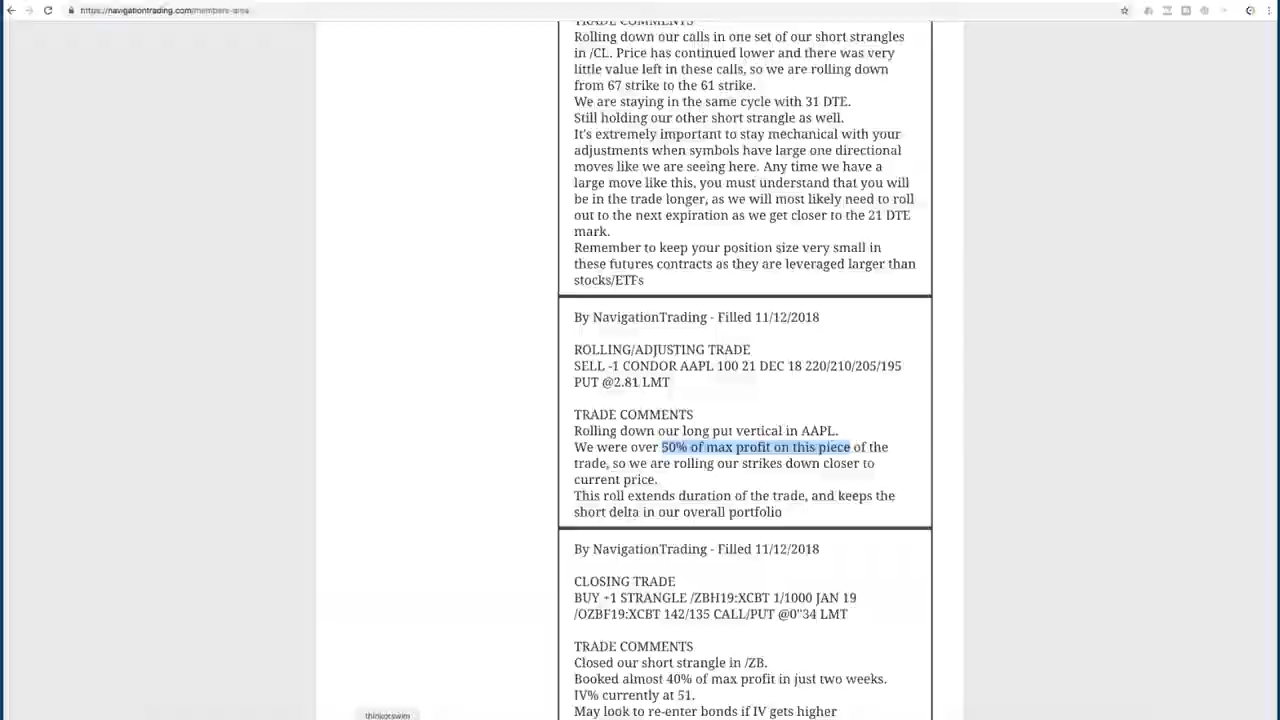 https://navigationtrading.com/members-area
TRADE COMMENTS
Rolling down our calls in one set of our short strangles
in /CL. Price has continued lower and there was very
little value left in these calls, so we are rolling down
from 67 strike to the 61 strike.
We are staying in the same cycle with 31 DTE.
Still holding our other short strangle as well.
It's extremely important to stay mechanical with your
adjustments when symbols have large one directional
moves like we are seeing here. Any time we have a
large move like this, you must understand that you will
be in the trade longer, as we will most likely need to roll
out to the next expiration as we get closer to the 21 DTE
mark.
Remember to keep your position size very small in
these futures contracts as they are leveraged larger than
stocks/ETFs
By NavigationTrading - Filled 11/12/2018
ROLLING/ADJUSTING TRADE
SELL -1 CONDOR AAPL 100 21 DEC 18 220/210/205/195
PUT @2.81 LMT
TRADE COMMENTS
Rolling down our long put vertical in AAPL.
We were over 50% of max profit on this piece of the
trade, so we are rolling our strikes down closer to
current price.
This roll extends duration of the trade, and keeps the
short delta in our overall portfolio
By NavigationTrading - Filled 11/12/2018
CLOSING TRADE
BUY +1 STRANGLE /ZBH19:XCBT 1/1000 JAN 19
/OZBF19:XCBT 142/135 CALL/PUT @0"34 LMT
TRADE COMMENTS
Closed our short strangle in /ZB.
Booked almost 40% of max profit in just two weeks.
IV% currently at 51.
May look to re-enter bonds if IV gets higher
thinkorswim